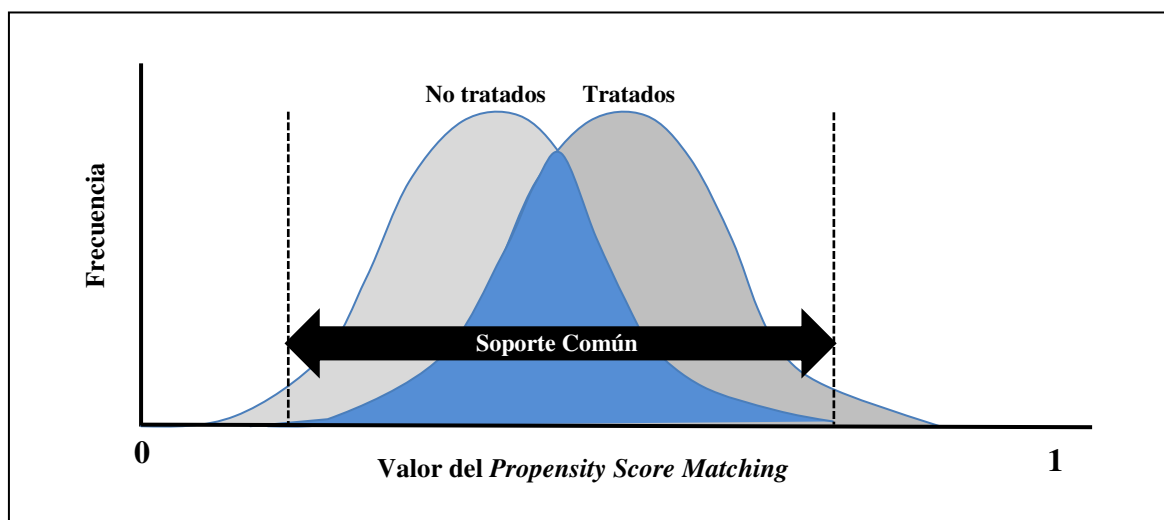 No tratados
Tratados
Frecuencia
Soporte Común
0
1
Valor del Propensity Score Matching